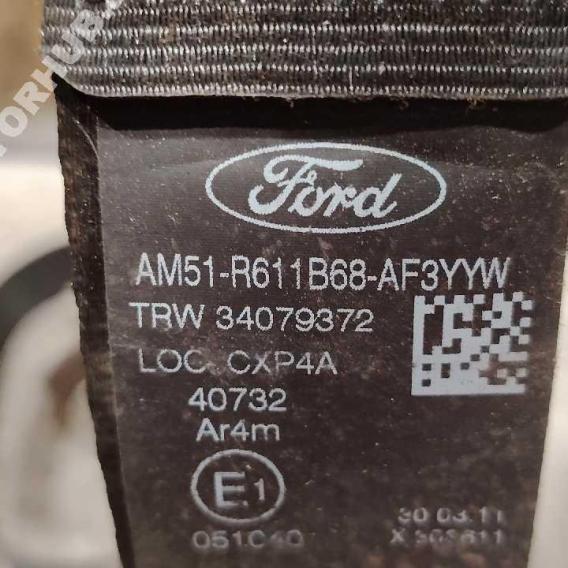 Ford
AM51-R611B68-AF3YYW
TRW 34079372
LOC. CXP4A
40732
Ar4m
E1
051040
30.03.11